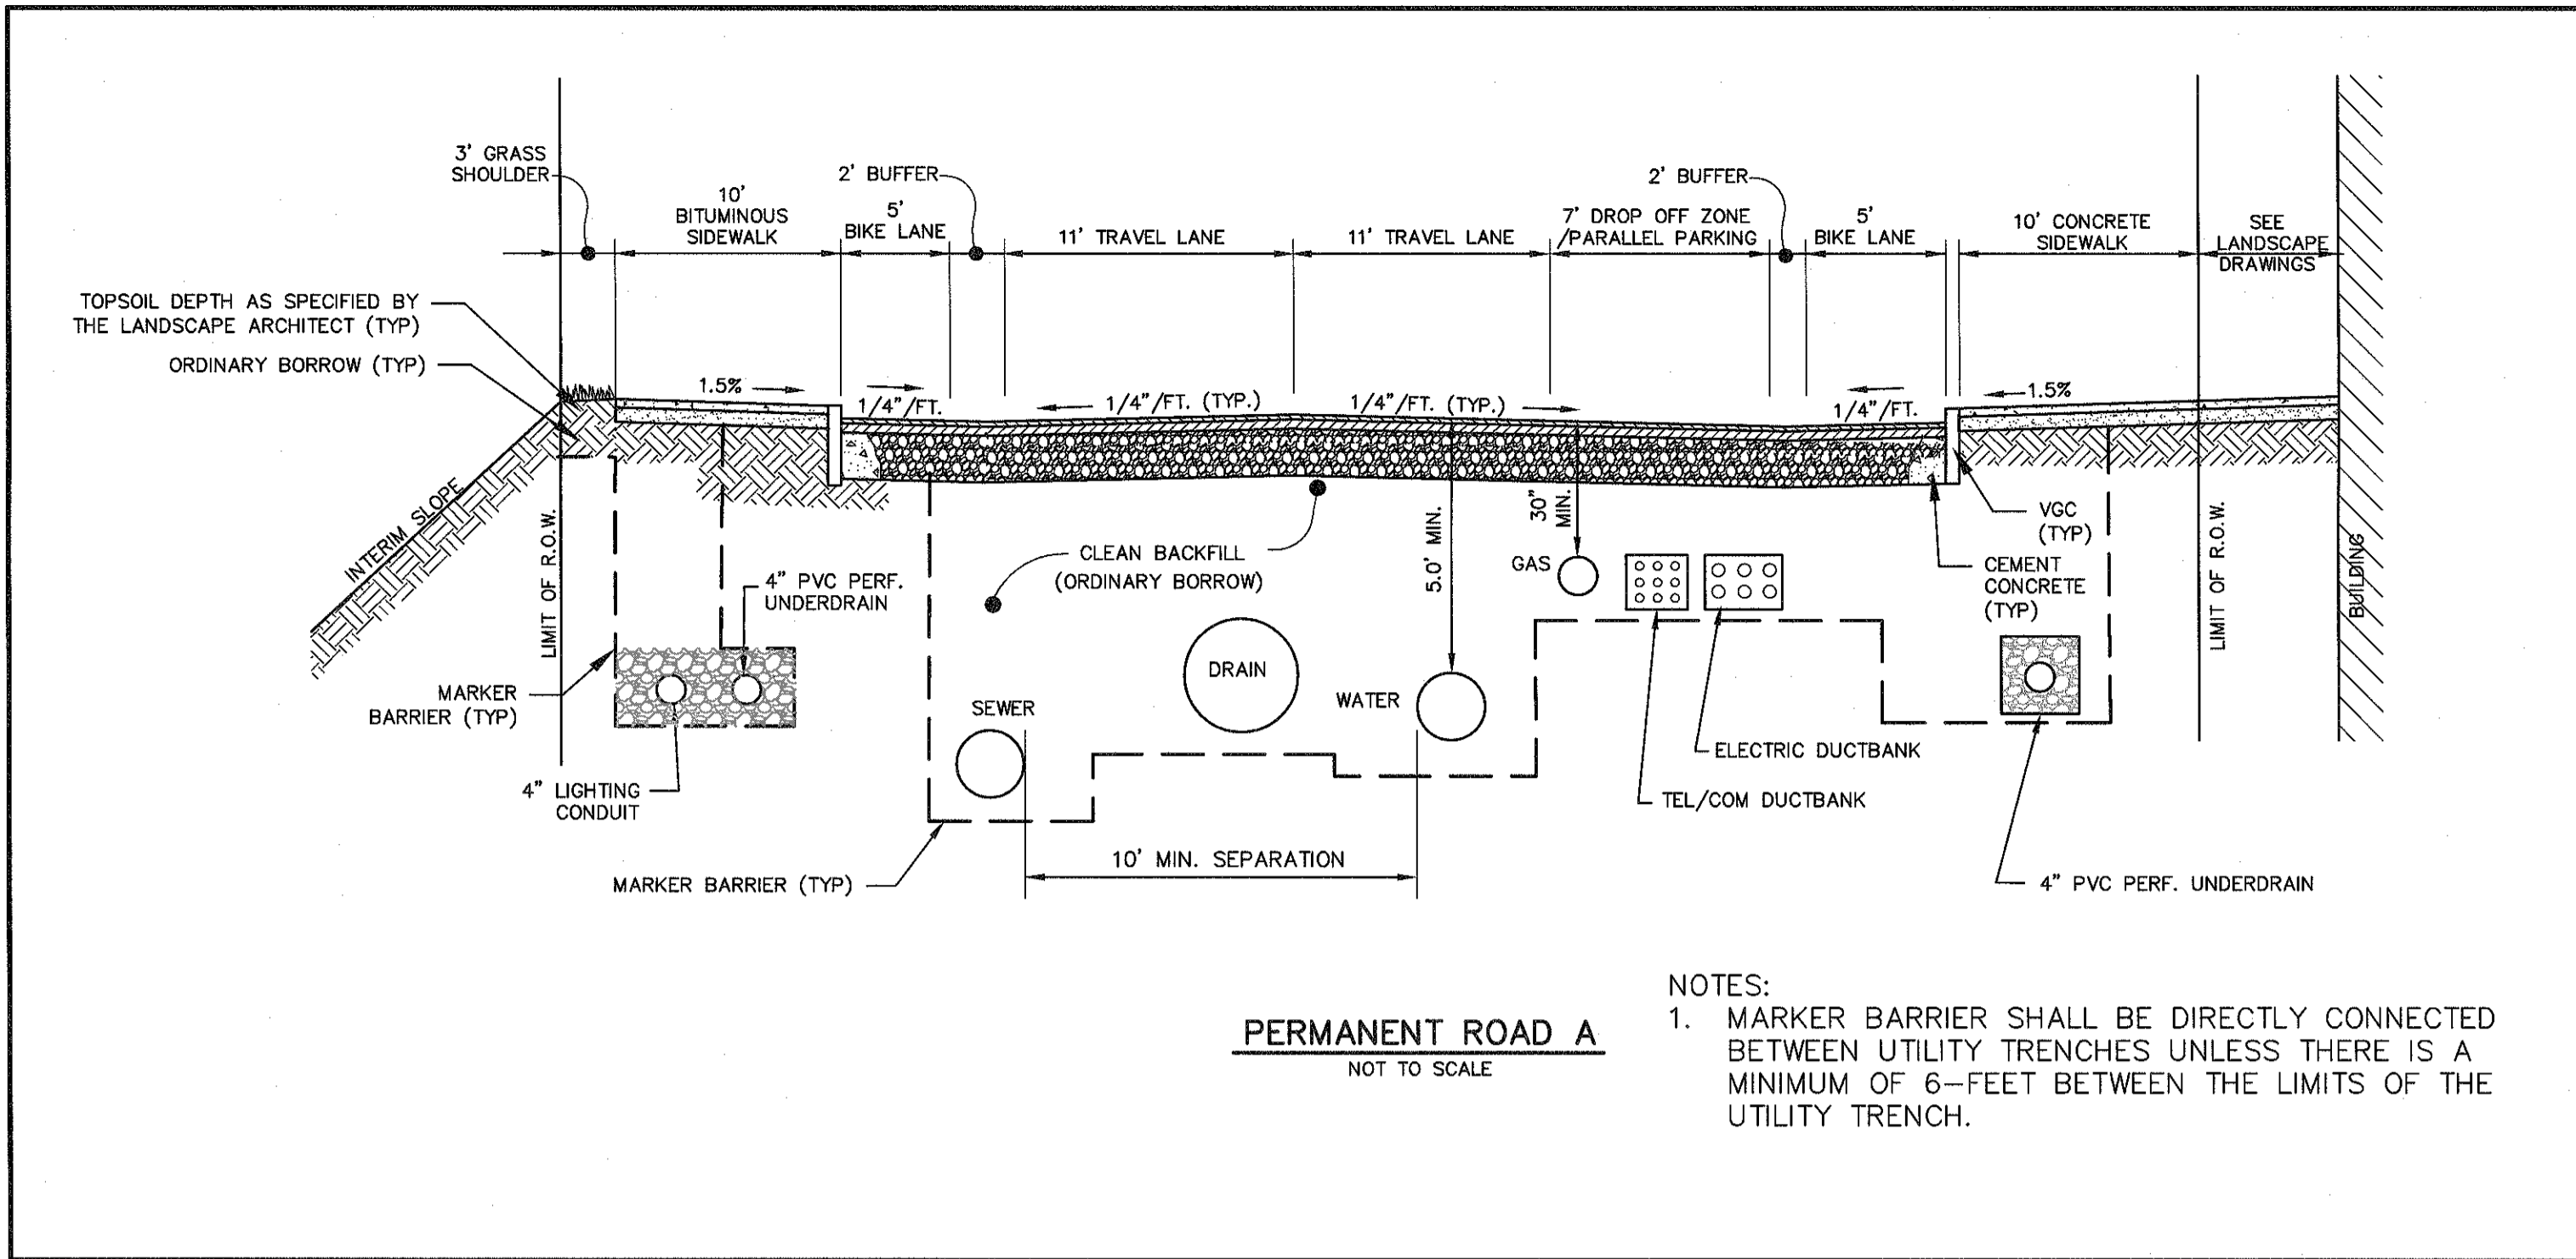 3' GRASS
SHOULDER
10'
BITUMINOUS
SIDEWALK
2' BUFFER
5'
BIKE LANE
11' TRAVEL LANE
11' TRAVEL LANE
7' DROP OFF ZONE
/PARALLEL PARKING
2' BUFFER
5'
BIKE LANE
10' CONCRETE
SIDEWALK
SEE
LANDSCAPE
DRAWINGS
TOPSOIL DEPTH AS SPECIFIED BY
THE LANDSCAPE ARCHITECT (TYP)
ORDINARY BORROW (TYP)
1.5%
1/4"/FT.
1/4"/FT. (TYP.)
1/4"/FT. (TYP.)
1/4"/FT.
1.5%
INTERIM SLOPE
LIMIT OF R.O.W.
4" PVC PERF.
UNDERDRAIN
CLEAN BACKFILL
(ORDINARY BORROW)
5.0' MIN.
30"
MIN.
GAS
VGC
(TYP)
CEMENT
CONCRETE
(TYP)
LIMIT OF R.O.W.
BUILDING
MARKER
BARRIER (TYP)
4" LIGHTING
CONDUIT
SEWER
DRAIN
WATER
ELECTRIC DUCTBANK
TEL/COM DUCTBANK
10' MIN. SEPARATION
MARKER BARRIER (TYP)
4" PVC PERF. UNDERDRAIN
PERMANENT ROAD A
NOT TO SCALE
NOTES:
1. MARKER BARRIER SHALL BE DIRECTLY CONNECTED
BETWEEN UTILITY TRENCHES UNLESS THERE IS A
MINIMUM OF 6-FEET BETWEEN THE LIMITS OF THE
UTILITY TRENCH.